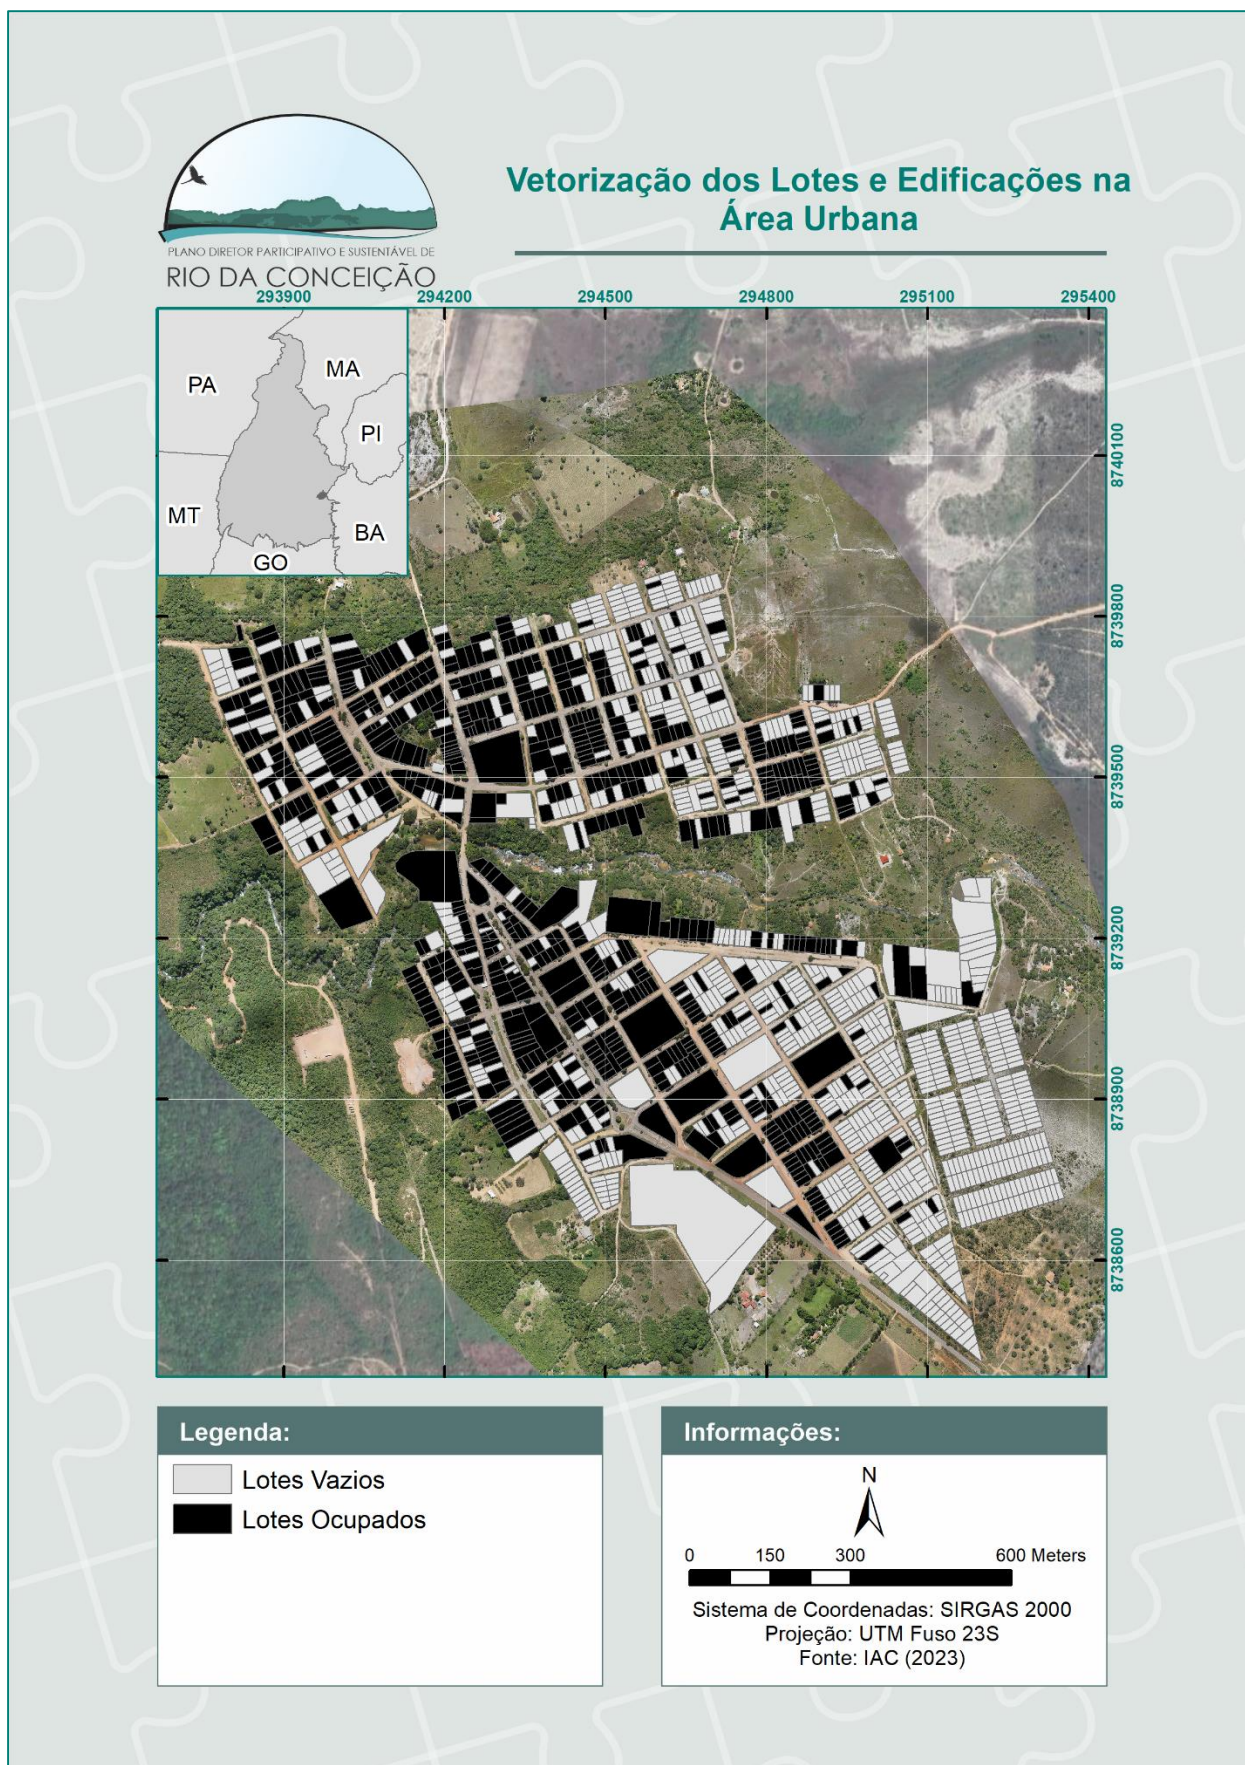 Vetorização dos Lotes e Edificações na
Área Urbana
PLANO DIRETOR PARTICIPATIVO E SUSTENTÁVEL DE
RIO DA CONCEIÇÃO
293900 294200 294500 294800 295100 295400
PA
MA
PI
MT
BA
GO
8740100
8739800
8739500
8739200
8738900
8738600
Legenda:
Lotes Vazios
Lotes Ocupados
Informações:
N
0 150 300 600 Meters
Sistema de Coordenadas: SIRGAS 2000
Projeção: UTM Fuso 23S
Fonte: IAC (2023)